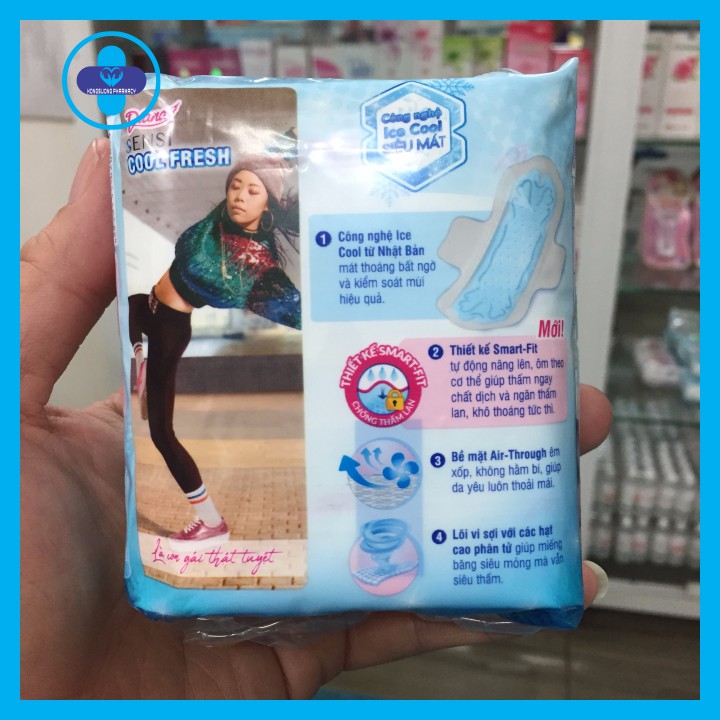 HONGSUONG PHARMACY
Diana
SENSI
COOL FRESH
Công nghệ
Ice Cool
SIÊU MÁT
1 Công nghệ Ice
Cool từ Nhật Bản
mát thoáng bất ngờ
và kiểm soát mùi
hiệu quả.
Mới!
THIẾT KẾ SMART-FIT
CHỐNG THẤM LAN
2 Thiết kế Smart-Fit
tự động nâng lên, ôm theo
cơ thể giúp thấm ngay
chất dịch và ngăn thấm
lan, khô thoáng tức thì.
3 Bề mặt Air-Through êm
xốp, không hầm bí, giúp
da yêu luôn thoải mái.
4 Lõi vi sợi với các hạt
cao phân tử giúp miếng
băng siêu mỏng mà vẫn
siêu thấm.
Là con gái thật tuyệt